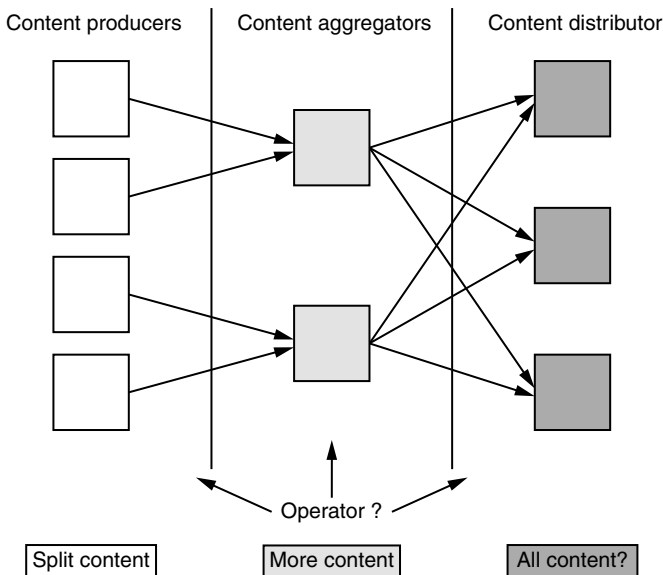 Content producers
Content aggregators
Content distributor
Operator ?
Split content
More content
All content?